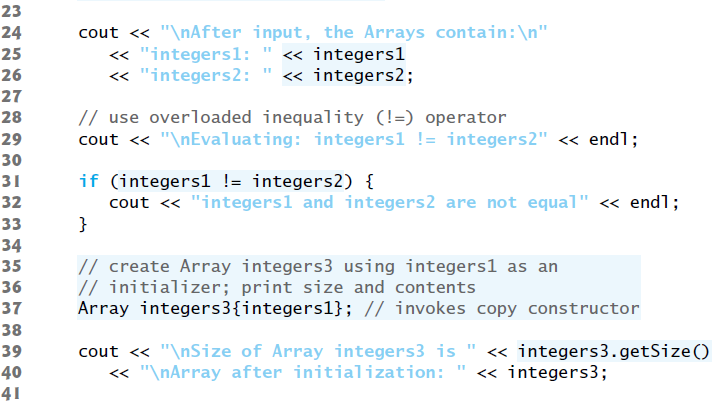 23
24 cout << "\nAfter input, the Arrays contain:\n"
25 << "integers1: " << integers1
26 << "integers2: " << integers2;
27
28 // use overloaded inequality (!=) operator
29 cout << "\nEvaluating: integers1 != integers2" << endl;
30
31 if (integers1 != integers2) {
32 cout << "integers1 and integers2 are not equal" << endl;
33 }
34
35 // create Array integers3 using integers1 as an
36 // initializer; print size and contents
37 Array integers3{integers1}; // invokes copy constructor
38
39 cout << "\nSize of Array integers3 is " << integers3.getSize()
40 << "\nArray after initialization: " << integers3;
41